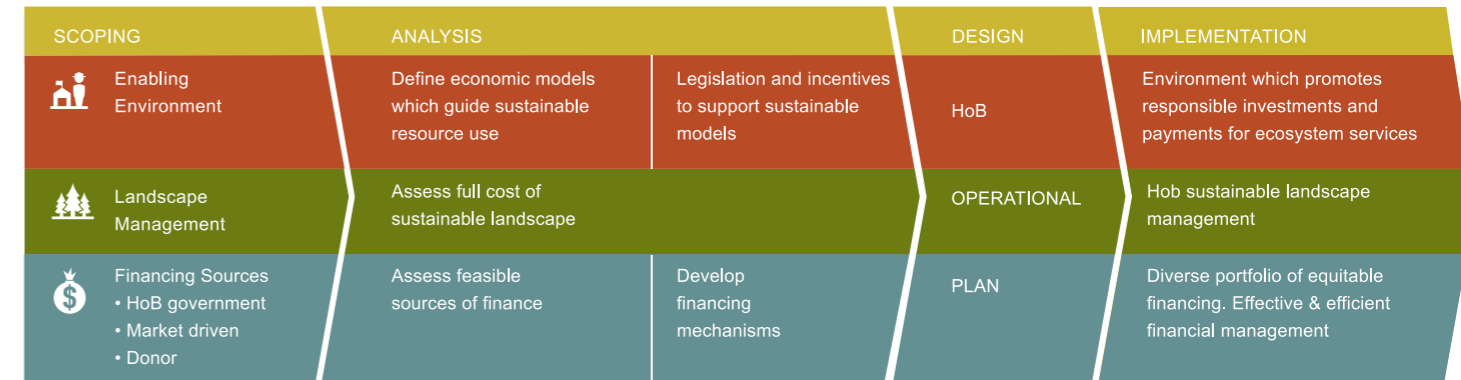 SCOPING
ANALYSIS
DESIGN
IMPLEMENTATION
Enabling
Environment
Define economic models
which guide sustainable
resource use
Legislation and incentives
to support sustainable
models
HoB
Environment which promotes
responsible investments and
payments for ecosystem services
Landscape
Management
Assess full cost of
sustainable landscape
OPERATIONAL
Hob sustainable landscape
management
$
Financing Sources
• HoB government
• Market driven
• Donor
Assess feasible
sources of finance
Develop
financing
mechanisms
PLAN
Diverse portfolio of equitable
financing. Effective & efficient
financial management